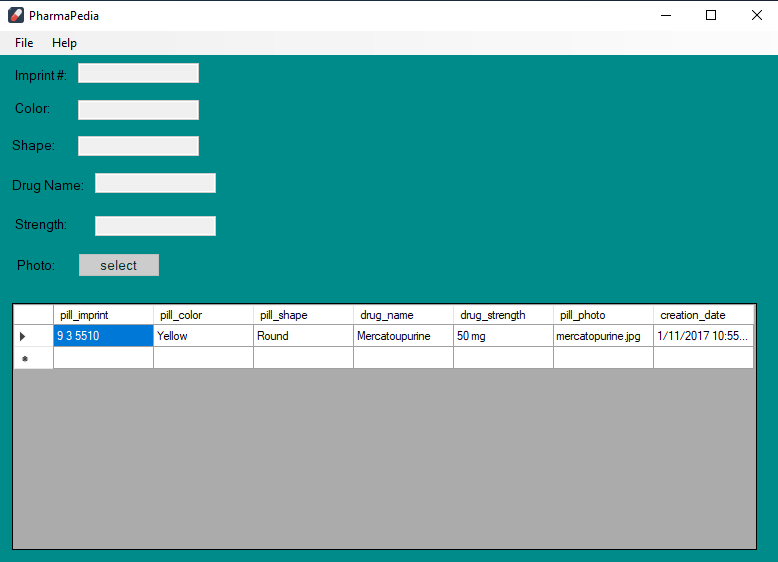 PharmaPedia
File Help
Imprint #:
Color:
Shape:
Drug Name:
Strength:
Photo: select
pill_imprint pill_color pill_shape drug_name drug_strength pill_photo creation_date
9 3 5510 Yellow Round Mercatoupurine 50 mg mercatopurine.jpg 1/11/2017 10:55...